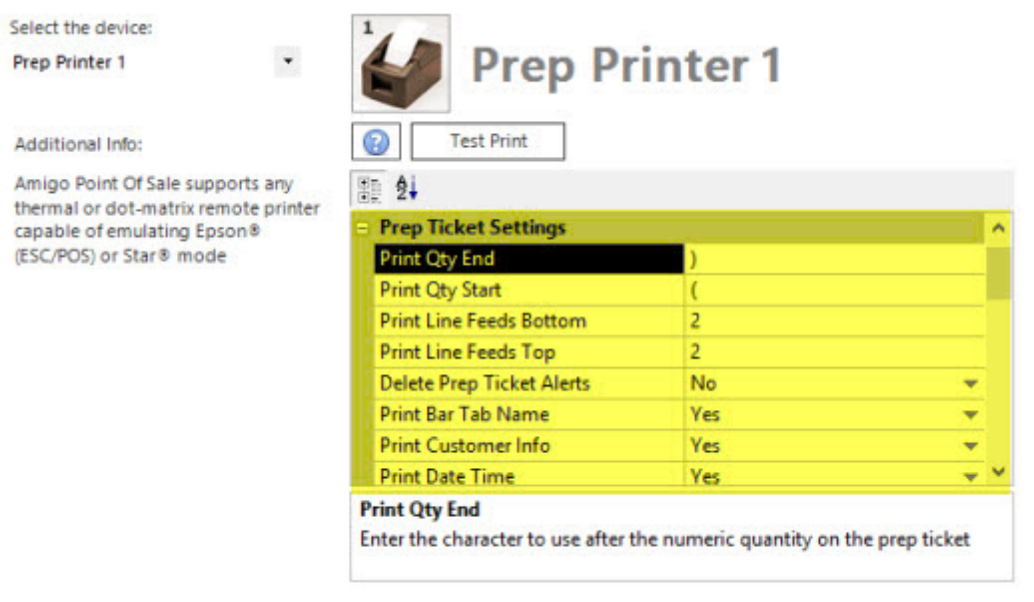 Select the device:
Prep Printer 1
Additional Info:
Amigo Point Of Sale supports any
thermal or dot-matrix remote printer
capable of emulating Epson®
(ESC/POS) or Star® mode
1
Prep Printer 1
?
Test Print
A Z
Prep Ticket Settings
Print Qty End )
Print Qty Start (
Print Line Feeds Bottom 2
Print Line Feeds Top 2
Delete Prep Ticket Alerts No
Print Bar Tab Name Yes
Print Customer Info Yes
Print Date Time Yes
Print Qty End
Enter the character to use after the numeric quantity on the prep ticket